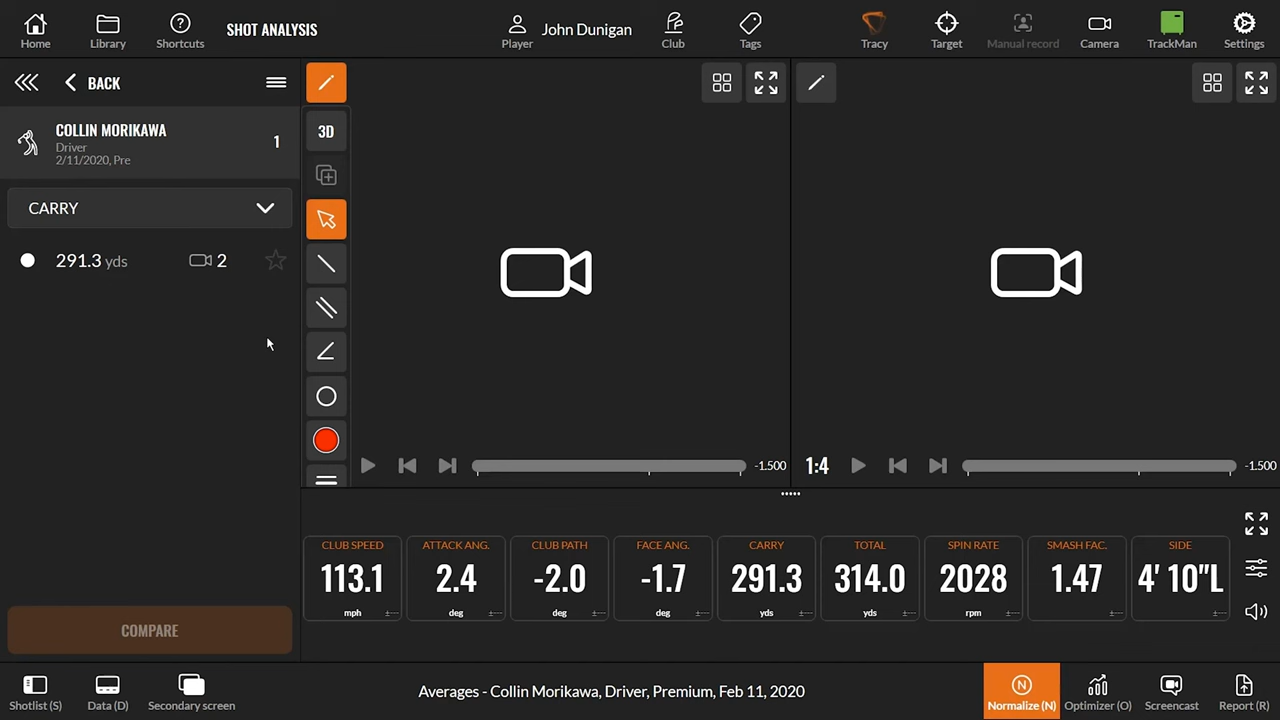 Home
Library
Shortcuts
SHOT ANALYSIS
Player
John Dunigan
Club
Tags
Tracy
Target
Manual record
Camera
TrackMan
Settings
BACK
COLLIN MORIKAWA
Driver
2/11/2020, Pre
1
CARRY
291.3 yds
2
COMPARE
3D
-1.500
1:4
-1.500
CLUB SPEED
113.1
mph
ATTACK ANG.
2.4
deg
CLUB PATH
-2.0
deg
FACE ANG.
-1.7
deg
CARRY
291.3
yds
TOTAL
314.0
yds
SPIN RATE
2028
rpm
SMASH FAC.
1.47
SIDE
4' 10"L
Shotlist (S)
Data (D)
Secondary screen
Averages - Collin Morikawa, Driver, Premium, Feb 11, 2020
N
Normalize (N)
Optimizer (O)
Screencast
Report (R)